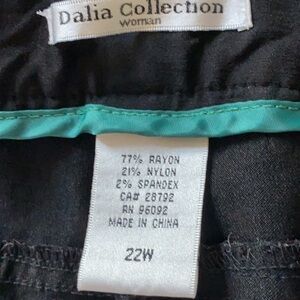 Dalia Collection
woman
77% RAYON
21% NYLON
2% SPANDEX
CA# 28792
RN 96092
MADE IN CHINA
22W